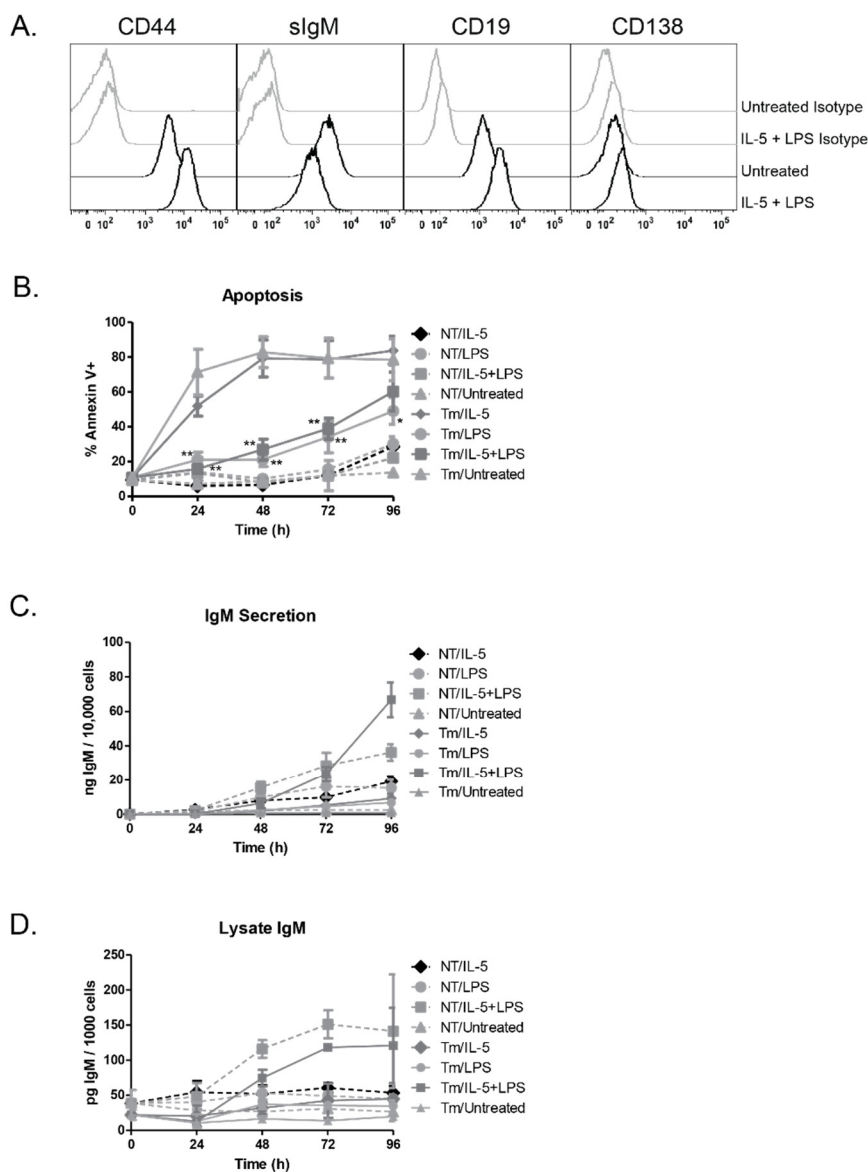 A.
CD44 sIgM CD19 CD138
Untreated Isotype
IL-5 + LPS Isotype
Untreated
IL-5 + LPS
0 10² 10³ 10⁴ 10⁵ 0 10² 10³ 10⁴ 10⁵ 0 10² 10³ 10⁴ 10⁵ 0 10² 10³ 10⁴ 10⁵
B.
Apoptosis
% Annexin V+
100
80
60
40
20
0
0 24 48 72 96
Time (h)
** ** ** ** ** ** *
NT/IL-5
NT/LPS
NT/IL-5+LPS
NT/Untreated
Tm/IL-5
Tm/LPS
Tm/IL-5+LPS
Tm/Untreated
C.
IgM Secretion
ng IgM / 10,000 cells
100
80
60
40
20
0
0 24 48 72 96
Time (h)
NT/IL-5
NT/LPS
NT/IL-5+LPS
NT/Untreated
Tm/IL-5
Tm/LPS
Tm/IL-5+LPS
Tm/Untreated
D.
Lysate IgM
pg IgM / 1000 cells
250
200
150
100
50
0
0 24 48 72 96
Time (h)
NT/IL-5
NT/LPS
NT/IL-5+LPS
NT/Untreated
Tm/IL-5
Tm/LPS
Tm/IL-5+LPS
Tm/Untreated